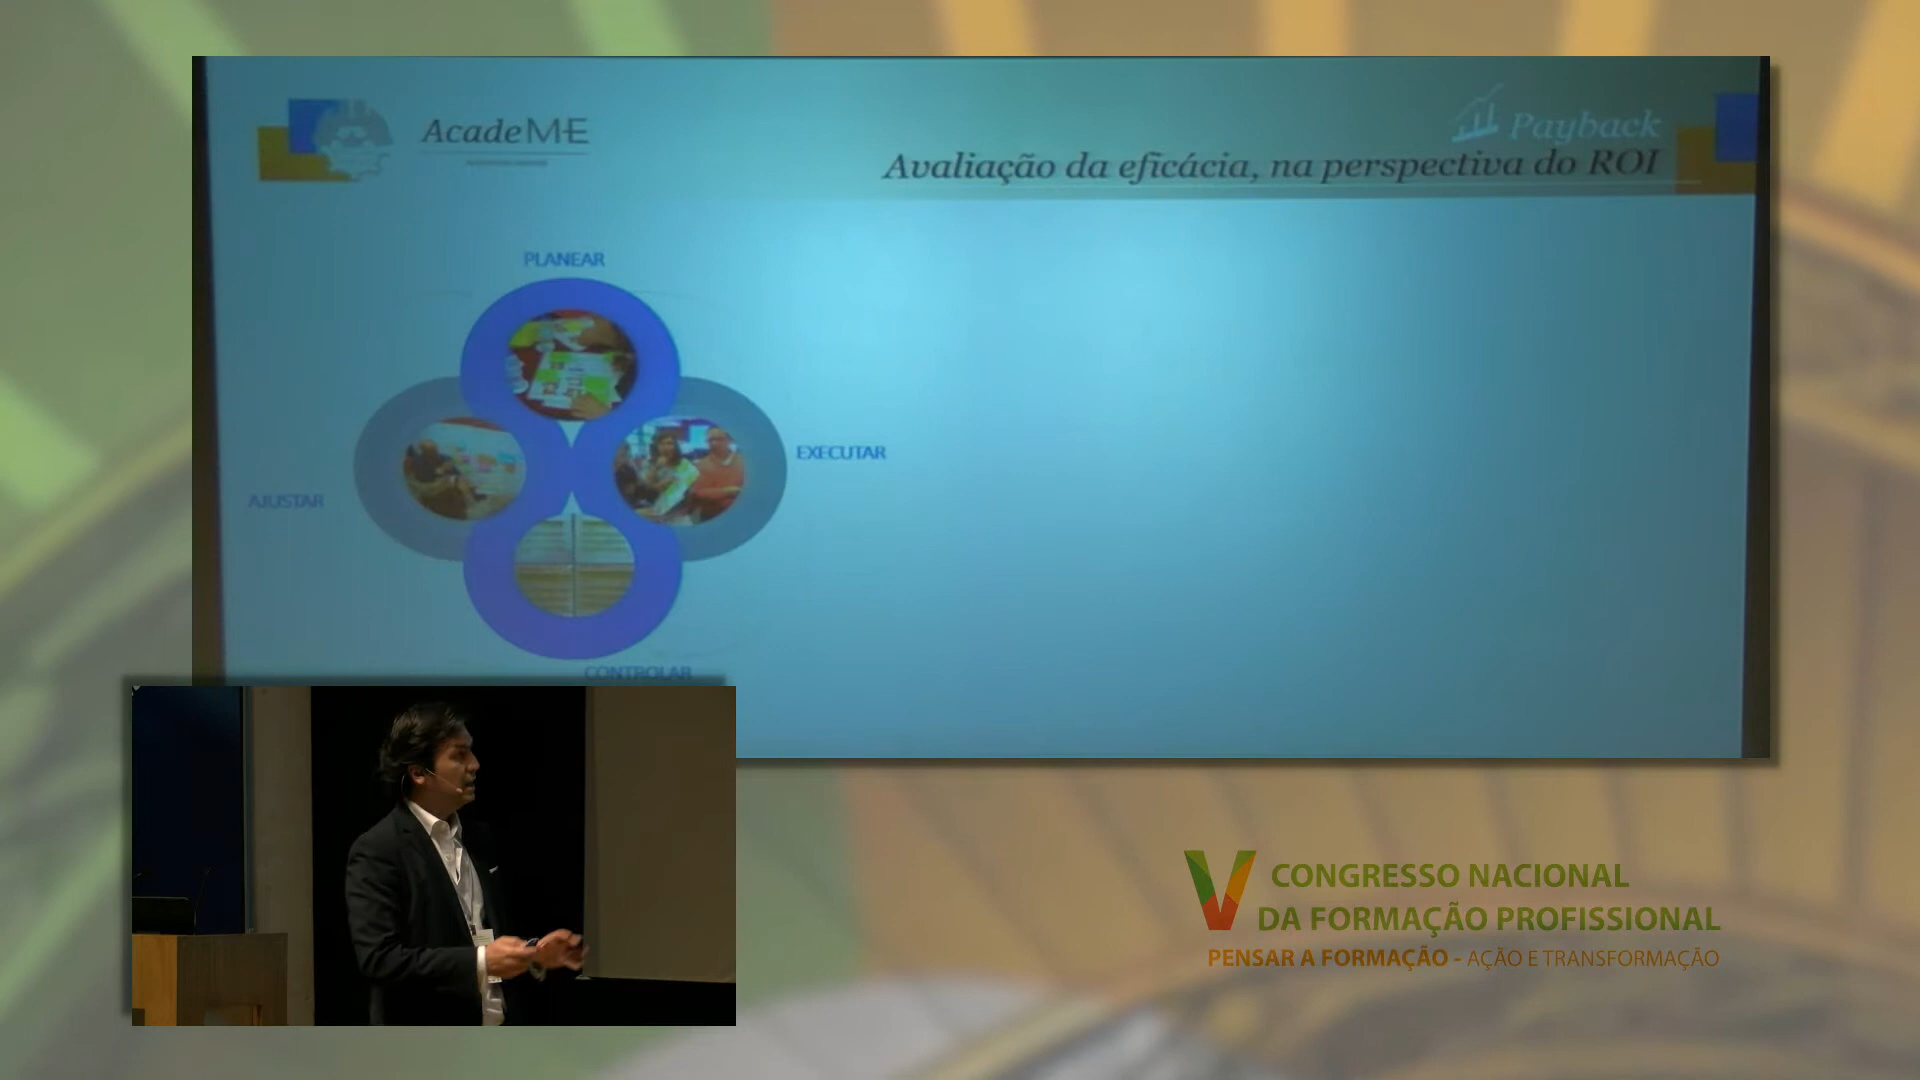 AcadeME
Payback
Avaliação da eficácia, na perspectiva do ROI
PLANEAR
EXECUTAR
AJUSTAR
CONTROLAR
V CONGRESSO NACIONAL
DA FORMAÇÃO PROFISSIONAL
PENSAR A FORMAÇÃO - AÇÃO E TRANSFORMAÇÃO